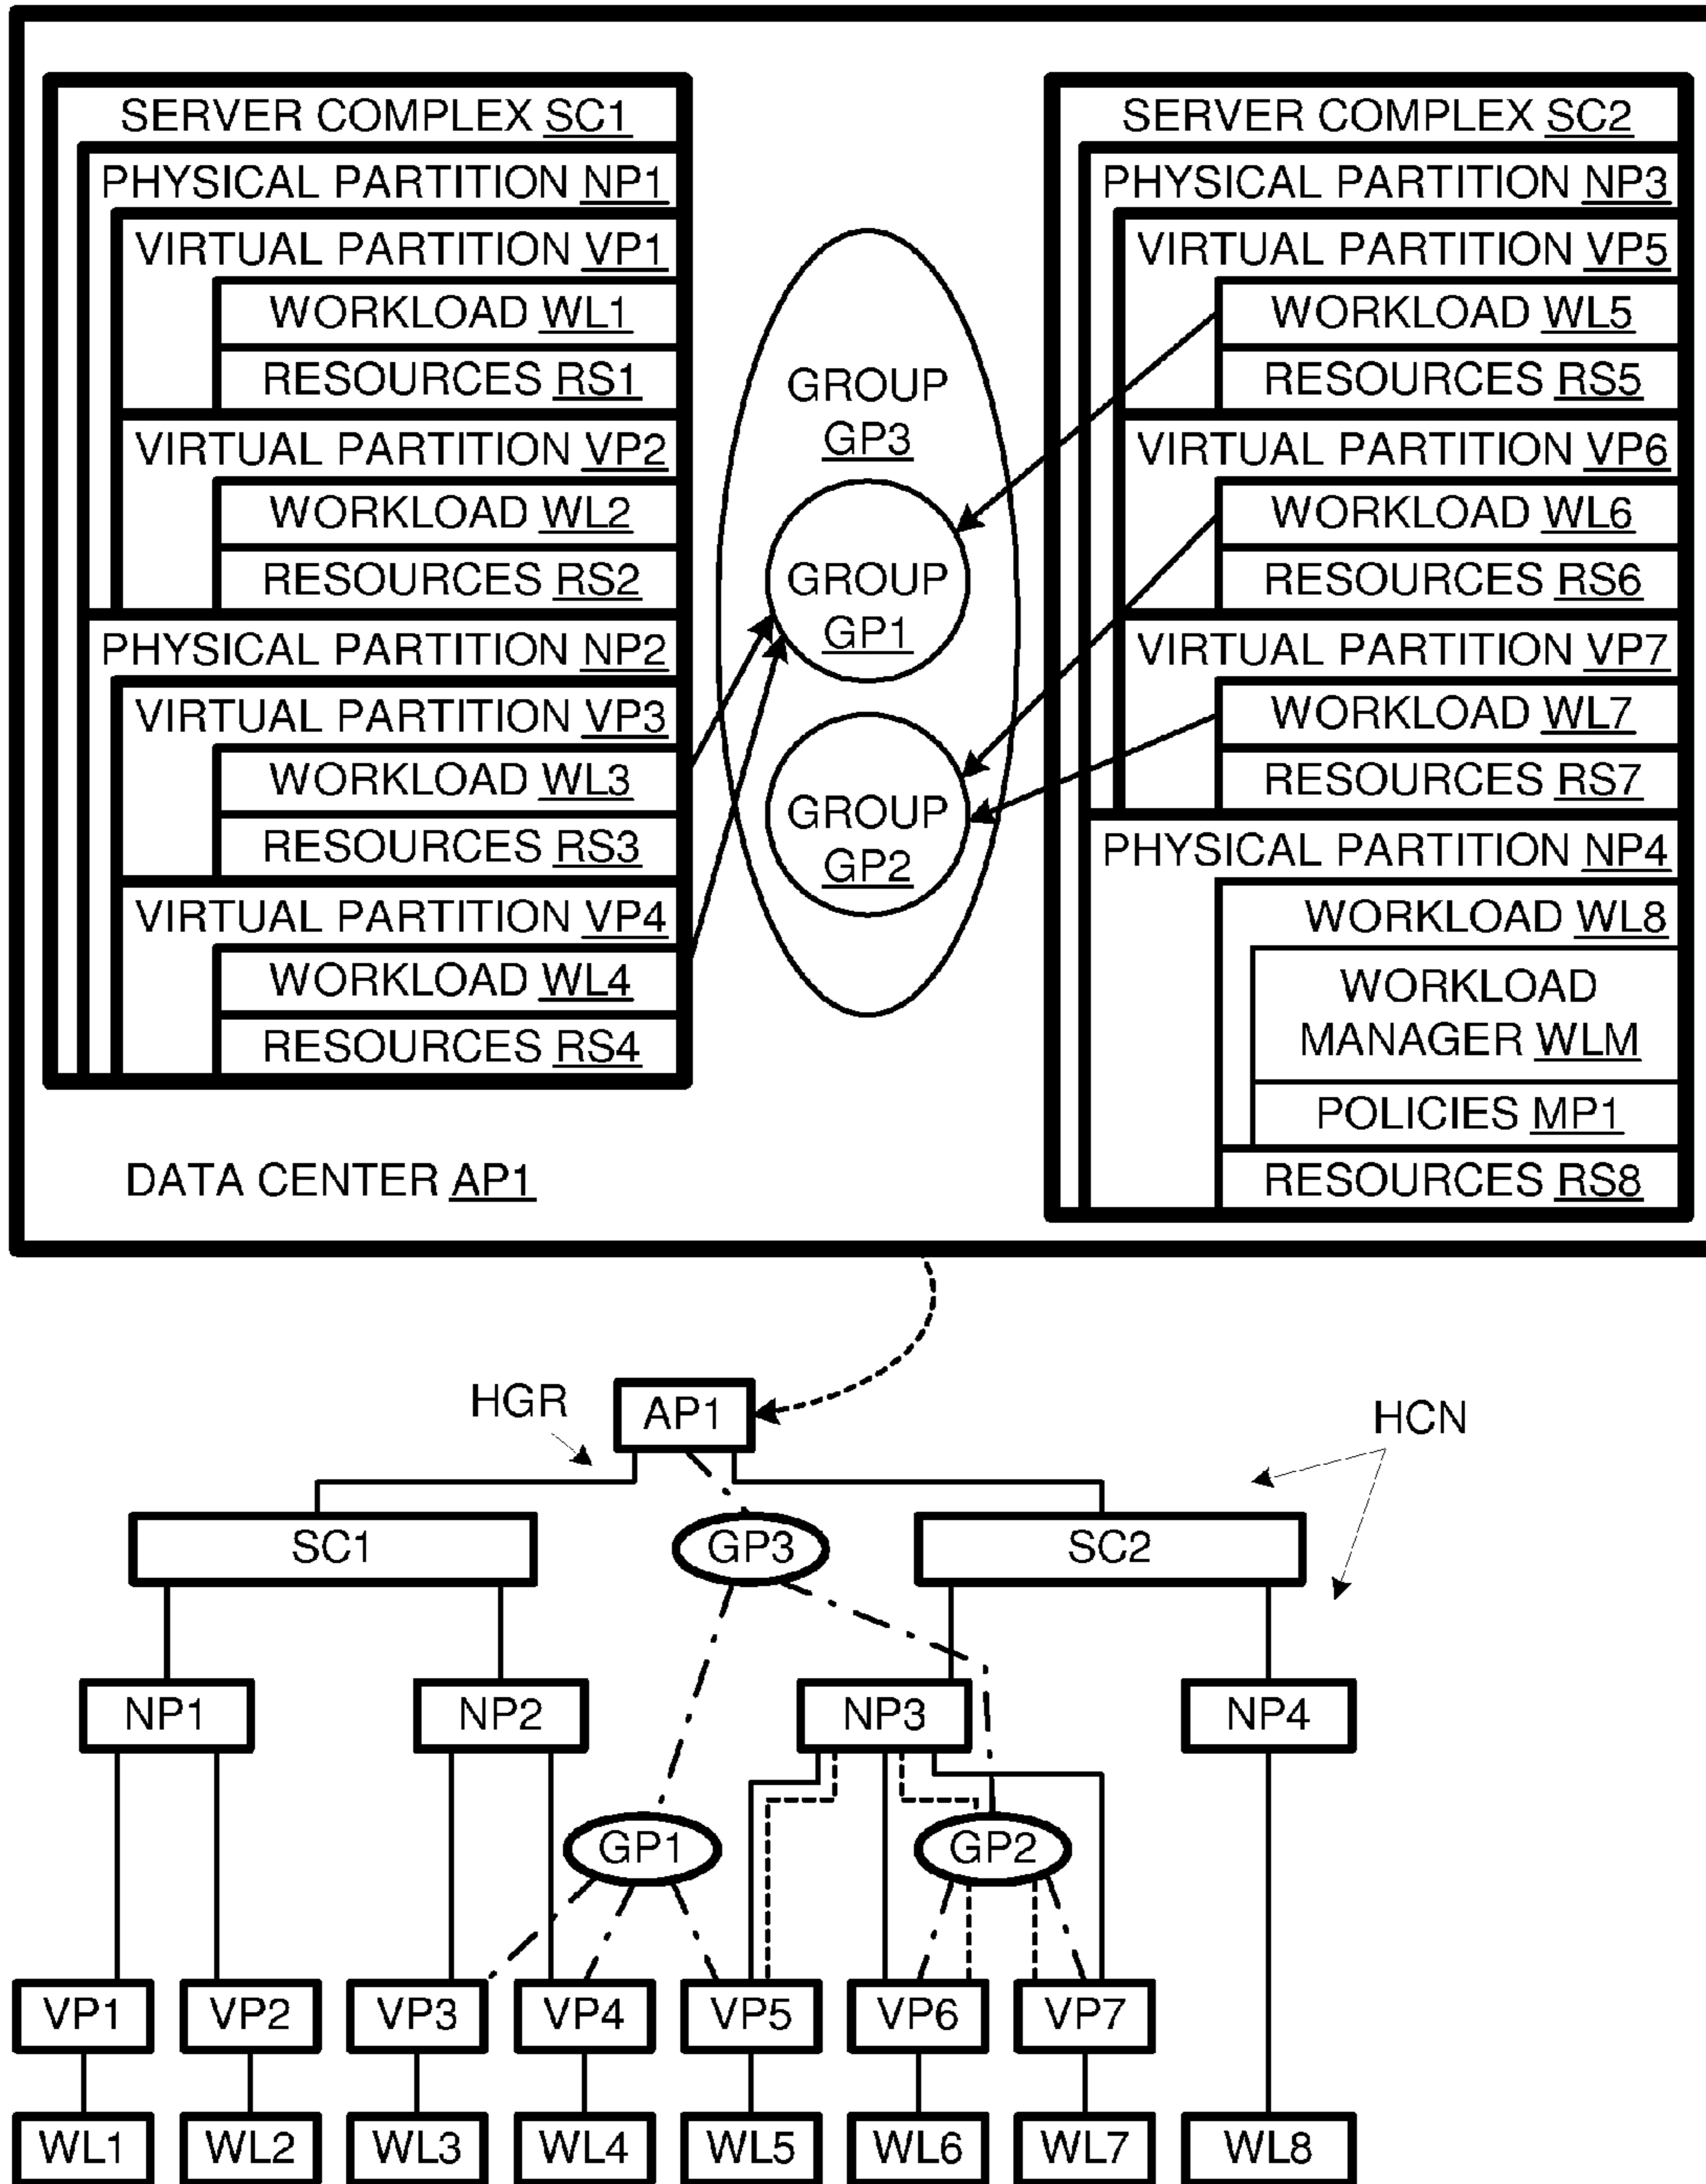 SERVER COMPLEX SC1
PHYSICAL PARTITION NP1
VIRTUAL PARTITION VP1
WORKLOAD WL1
RESOURCES RS1
VIRTUAL PARTITION VP2
WORKLOAD WL2
RESOURCES RS2
PHYSICAL PARTITION NP2
VIRTUAL PARTITION VP3
WORKLOAD WL3
RESOURCES RS3
VIRTUAL PARTITION VP4
WORKLOAD WL4
RESOURCES RS4
GROUP
GP3
GROUP
GP1
GROUP
GP2
SERVER COMPLEX SC2
PHYSICAL PARTITION NP3
VIRTUAL PARTITION VP5
WORKLOAD WL5
RESOURCES RS5
VIRTUAL PARTITION VP6
WORKLOAD WL6
RESOURCES RS6
VIRTUAL PARTITION VP7
WORKLOAD WL7
RESOURCES RS7
PHYSICAL PARTITION NP4
WORKLOAD WL8
WORKLOAD
MANAGER WLM
POLICIES MP1
RESOURCES RS8
DATA CENTER AP1
HGR
AP1
HCN
SC1
GP3
SC2
NP1
NP2
NP3
NP4
GP1
GP2
VP1
VP2
VP3
VP4
VP5
VP6
VP7
WL1
WL2
WL3
WL4
WL5
WL6
WL7
WL8